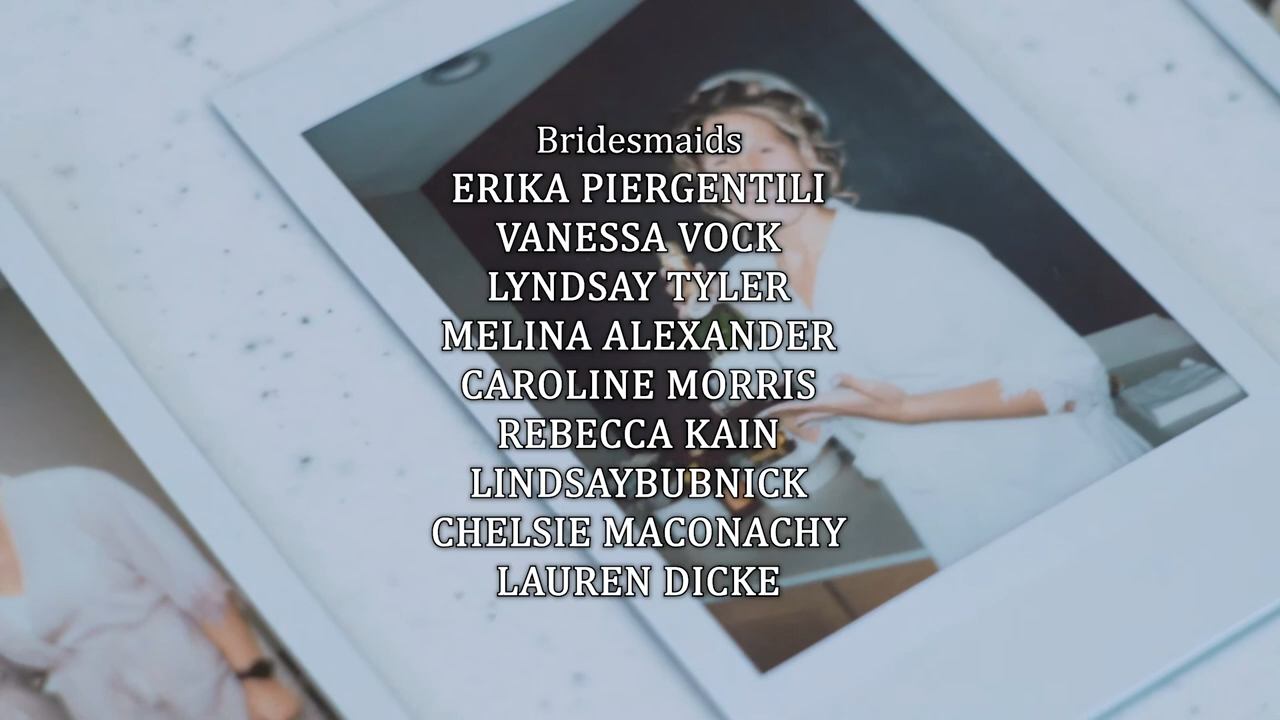 Bridesmaids
ERIKA PIERGENTILI
VANESSA VOCK
LYNDSAY TYLER
MELINA ALEXANDER
CAROLINE MORRIS
REBECCA KAIN
LINDSAYBUBNICK
CHELSIE MACONACHY
LAUREN DICKE